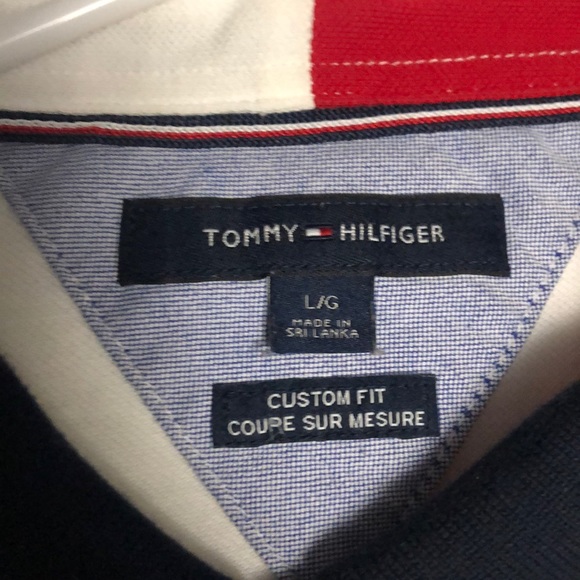 TOMMY HILFIGER
L/G
MADE IN
SRI LANKA
CUSTOM FIT
COUPE SUR MESURE